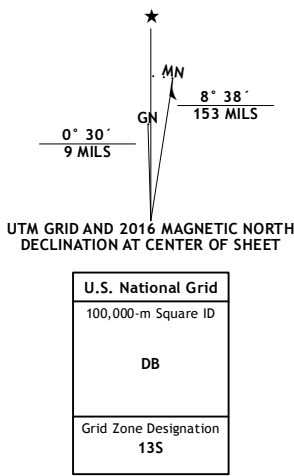 ★
MN
GN
8° 38´
153 MILS
0° 30´
9 MILS
UTM GRID AND 2016 MAGNETIC NORTH
DECLINATION AT CENTER OF SHEET
U.S. National Grid
100,000-m Square ID
DB
Grid Zone Designation
13S